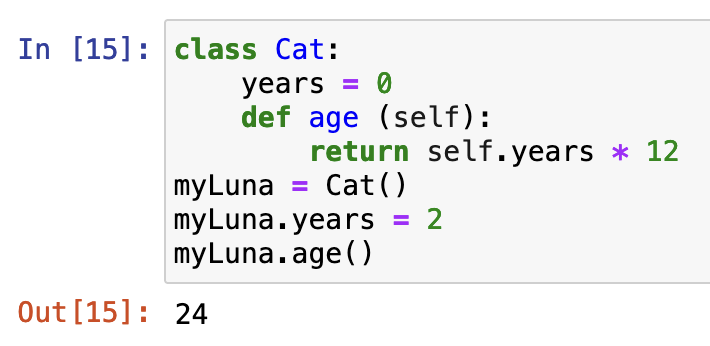 In [15]: class Cat:
    years = 0
    def age (self):
        return self.years * 12
myLuna = Cat()
myLuna.years = 2
myLuna.age()
Out[15]: 24